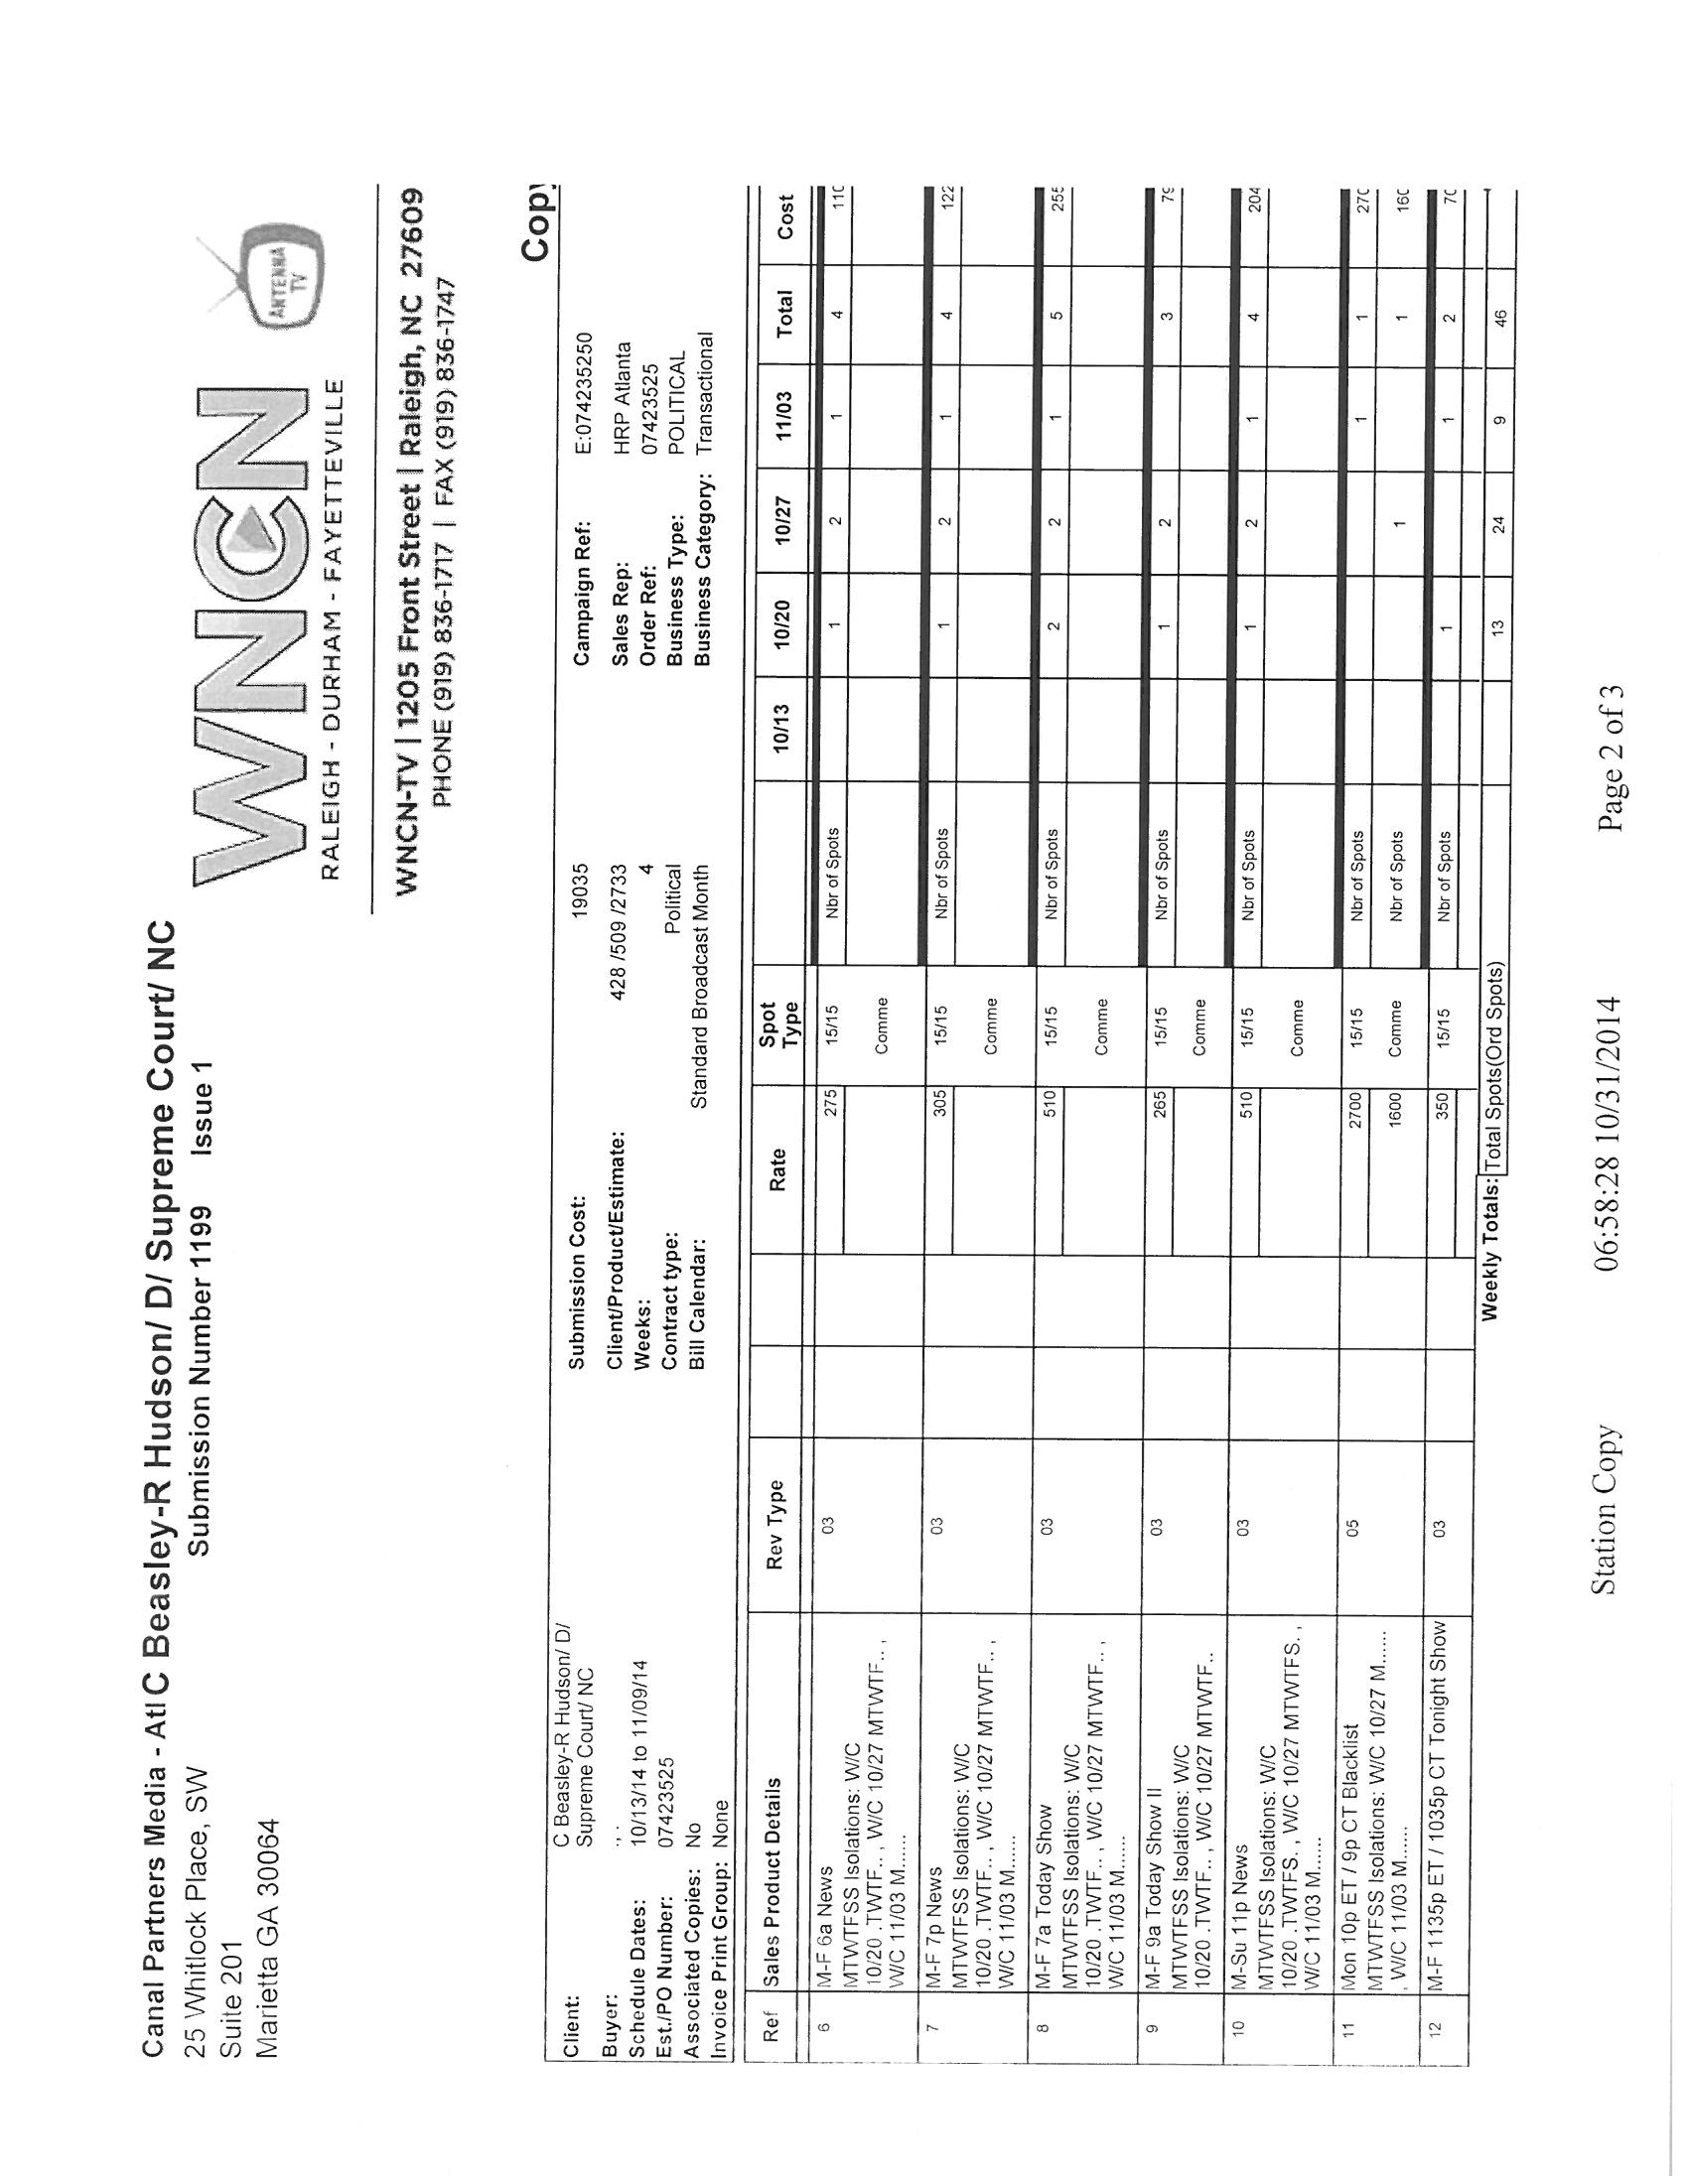 Canal Partners Media - Atl C Beasley-R Hudson/ D/ Supreme Court/ NC
25 Whitlock Place, SW
Suite 201
Marietta GA 30064
Submission Number 1199 Issue 1
WNCN
ANTENNA TV
RALEIGH - DURHAM - FAYETTEVILLE
WNCN-TV | 1205 Front Street | Raleigh, NC 27609
PHONE (919) 836-1717 | FAX (919) 836-1747
Copy
Client: C Beasley-R Hudson/ D/ Submission Cost: 19035 Campaign Ref: E:074235250
Supreme Court/ NC
Buyer: ., . Client/Product/Estimate: 428 /509 /2733 Sales Rep: HRP Atlanta
Schedule Dates: 10/13/14 to 11/09/14 Weeks: 4 Order Ref: 07423525
Est./PO Number: 07423525 Contract type: Political Business Type: POLITICAL
Associated Copies: No Bill Calendar: Standard Broadcast Month Business Category: Transactional
Invoice Print Group: None
Ref Sales Product Details Rev Type Rate Spot Type 10/13 10/20 10/27 11/03 Total Cost
6 M-F 6a News 03 275 15/15 Nbr of Spots 1 2 1 4 110
MTWTFSS Isolations: W/C
10/20 .TWTF.. , W/C 10/27 MTWTF.. , Comme
W/C 11/03 M......
7 M-F 7p News 03 305 15/15 Nbr of Spots 1 2 1 4 122
MTWTFSS Isolations: W/C
10/20 .TWTF.. , W/C 10/27 MTWTF.. , Comme
W/C 11/03 M......
8 M-F 7a Today Show 03 510 15/15 Nbr of Spots 2 2 1 5 255
MTWTFSS Isolations: W/C
10/20 .TWTF.. , W/C 10/27 MTWTF.. , Comme
W/C 11/03 M......
9 M-F 9a Today Show II 03 265 15/15 Nbr of Spots 1 2 3 79
MTWTFSS Isolations: W/C
10/20 .TWTF.. , W/C 10/27 MTWTF.. Comme
10 M-Su 11p News 03 510 15/15 Nbr of Spots 1 2 1 4 204
MTWTFSS Isolations: W/C
10/20 .TWTFS. , W/C 10/27 MTWTFS. , Comme
W/C 11/03 M......
11 Mon 10p ET / 9p CT Blacklist 05 2700 15/15 Nbr of Spots 1 1 270
MTWTFSS Isolations: W/C 10/27 M......
, W/C 11/03 M...... 1600 Comme Nbr of Spots 1 1 160
12 M-F 1135p ET / 1035p CT Tonight Show 03 350 15/15 Nbr of Spots 1 1 2 70
Weekly Totals: Total Spots(Ord Spots) 13 24 9 46
Station Copy 06:58:28 10/31/2014 Page 2 of 3